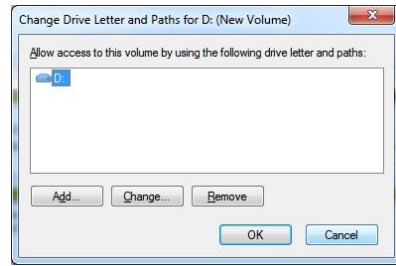 Change Drive Letter and Paths for D: (New Volume)
Allow access to this volume by using the following drive letter and paths:
D:
Add... Change... Remove
OK Cancel